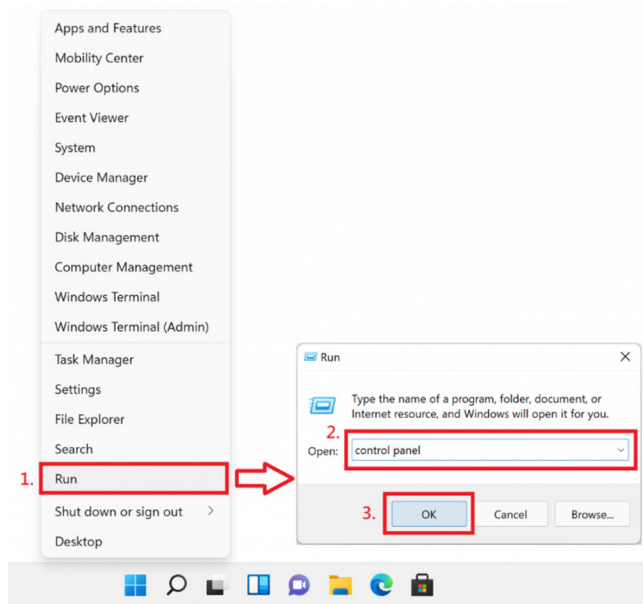 Apps and Features
Mobility Center
Power Options
Event Viewer
System
Device Manager
Network Connections
Disk Management
Computer Management
Windows Terminal
Windows Terminal (Admin)
Task Manager
Settings
File Explorer
Search
1. Run
Shut down or sign out
Desktop
Run
Type the name of a program, folder, document, or
Internet resource, and Windows will open it for you.
2.
Open: control panel
3. OK Cancel Browse...